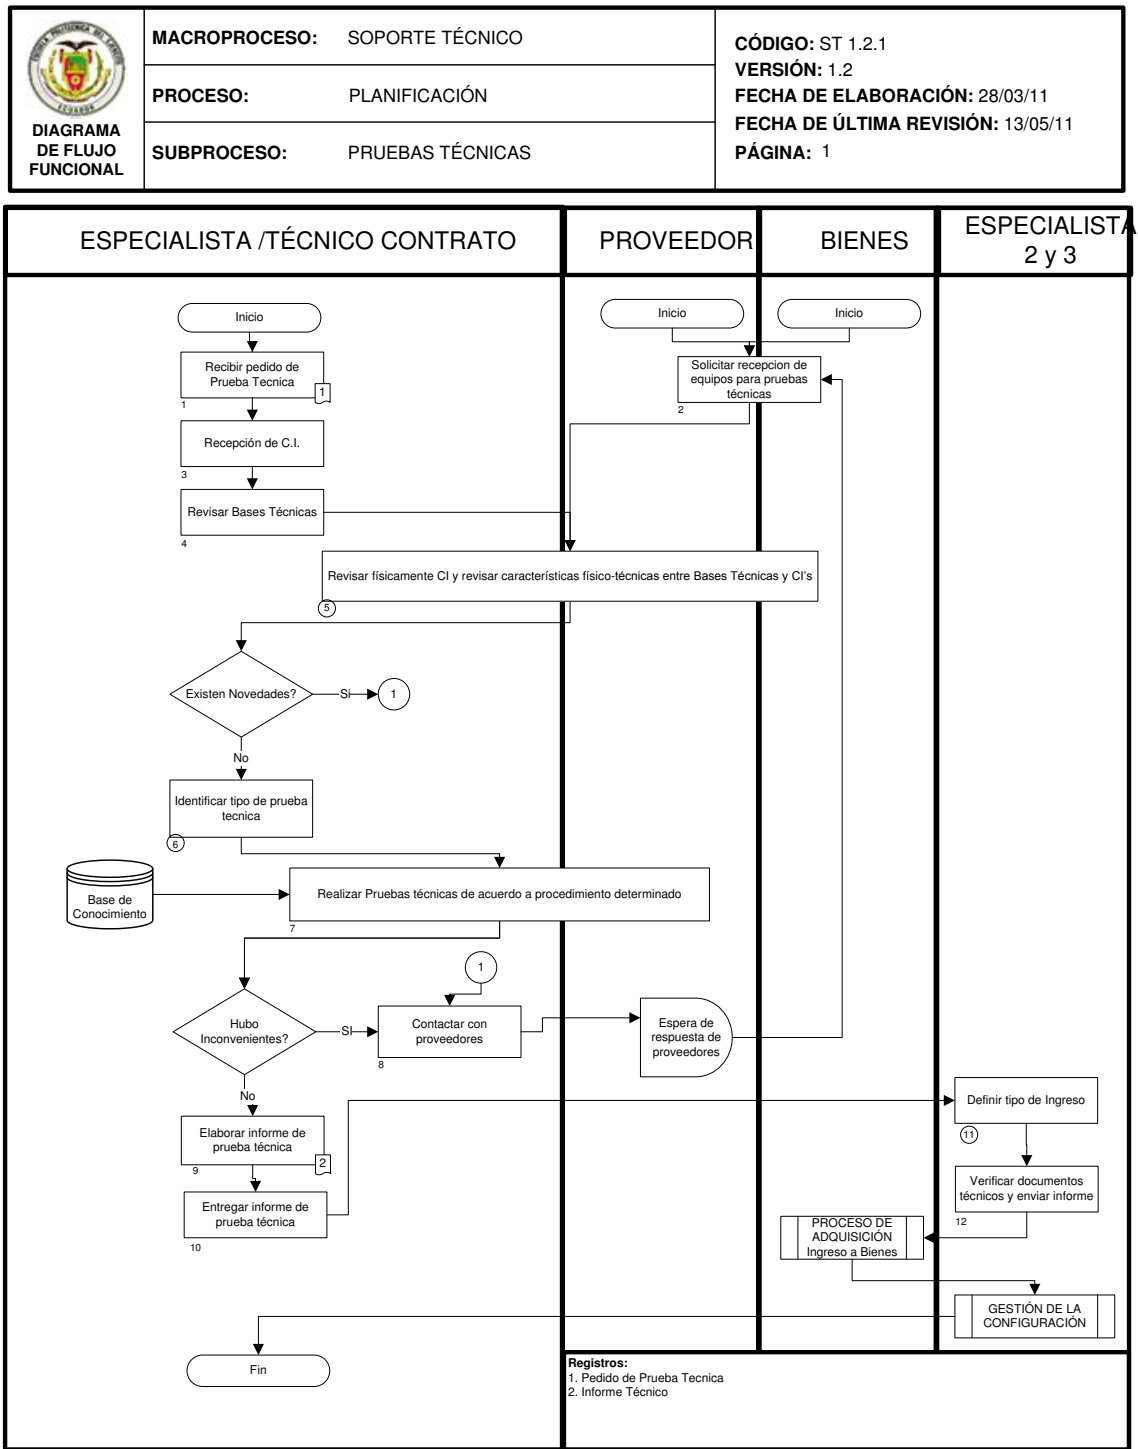 ESCUELA POLITECNICA DEL EJERCITO
ECUADOR
DIAGRAMA
DE FLUJO
FUNCIONAL
MACROPROCESO: SOPORTE TÉCNICO
PROCESO: PLANIFICACIÓN
SUBPROCESO: PRUEBAS TÉCNICAS
CÓDIGO: ST 1.2.1
VERSIÓN: 1.2
FECHA DE ELABORACIÓN: 28/03/11
FECHA DE ÚLTIMA REVISIÓN: 13/05/11
PÁGINA: 1
ESPECIALISTA /TÉCNICO CONTRATO
PROVEEDOR
BIENES
ESPECIALISTA
2 y 3
Inicio
Inicio
Inicio
Recibir pedido de
Prueba Tecnica
1
1
Solicitar recepcion de
equipos para pruebas
técnicas
2
Recepción de C.I.
3
Revisar Bases Técnicas
4
Revisar físicamente CI y revisar características físico-técnicas entre Bases Técnicas y CI's
5
Existen Novedades?
Si
1
No
Identificar tipo de prueba
tecnica
6
Base de
Conocimiento
Realizar Pruebas técnicas de acuerdo a procedimiento determinado
7
1
Hubo
Inconvenientes?
SI
Contactar con
proveedores
8
Espera de
respuesta de
proveedores
No
Elaborar informe de
prueba técnica
2
9
Entregar informe de
prueba técnica
10
Definir tipo de Ingreso
11
Verificar documentos
técnicos y enviar informe
12
PROCESO DE
ADQUISICIÓN
Ingreso a Bienes
GESTIÓN DE LA
CONFIGURACIÓN
Fin
Registros:
1. Pedido de Prueba Tecnica
2. Informe Técnico